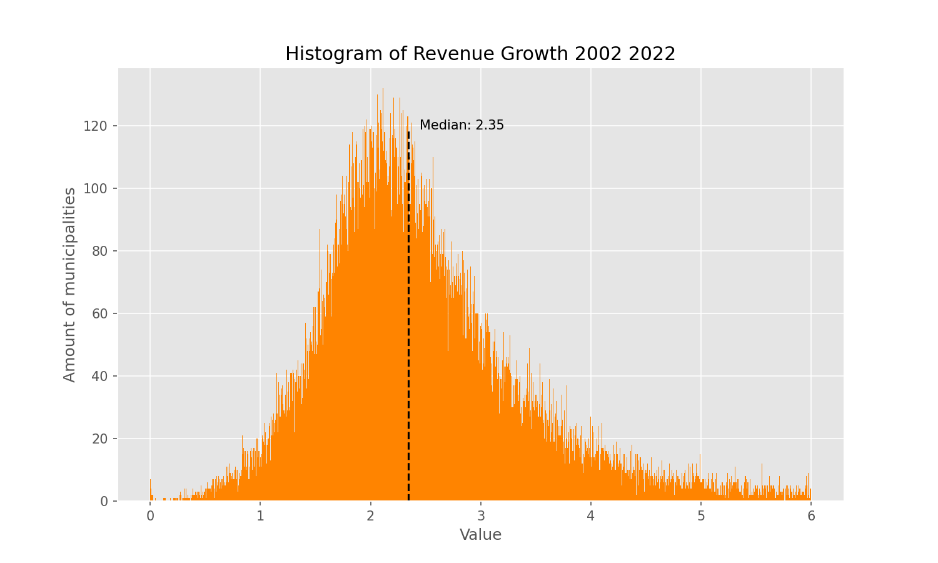 Histogram of Revenue Growth 2002 2022
Median: 2.35
120
100
80
60
40
20
0
Amount of municipalities
0 1 2 3 4 5 6
Value